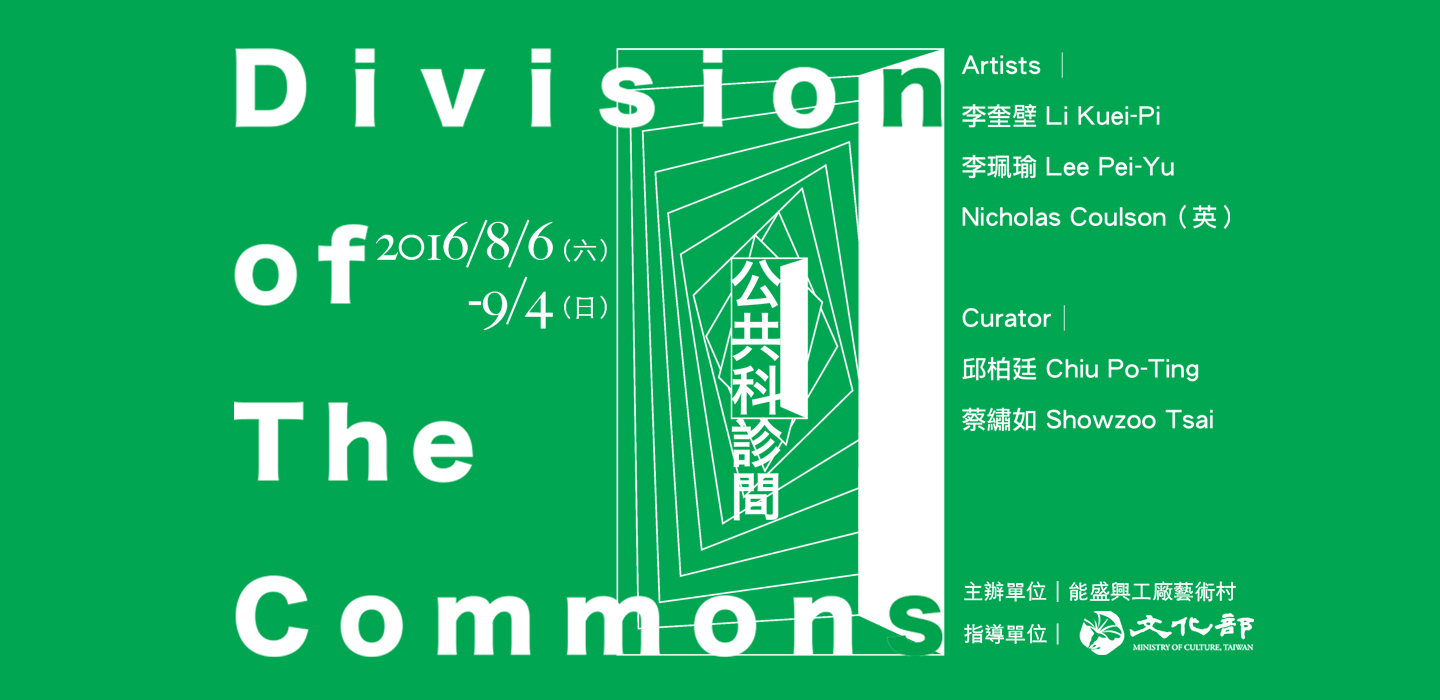 Division
of
The
Commons
2016/8/6（六）
-9/4（日）
公共科診間
Artists｜
李奎壁 Li Kuei-Pi
李珮瑜 Lee Pei-Yu
Nicholas Coulson（英）
Curator｜
邱柏廷 Chiu Po-Ting
蔡繡如 Showzoo Tsai
主辦單位｜能盛興工廠藝術村
指導單位｜文化部
MINISTRY OF CULTURE, TAIWAN